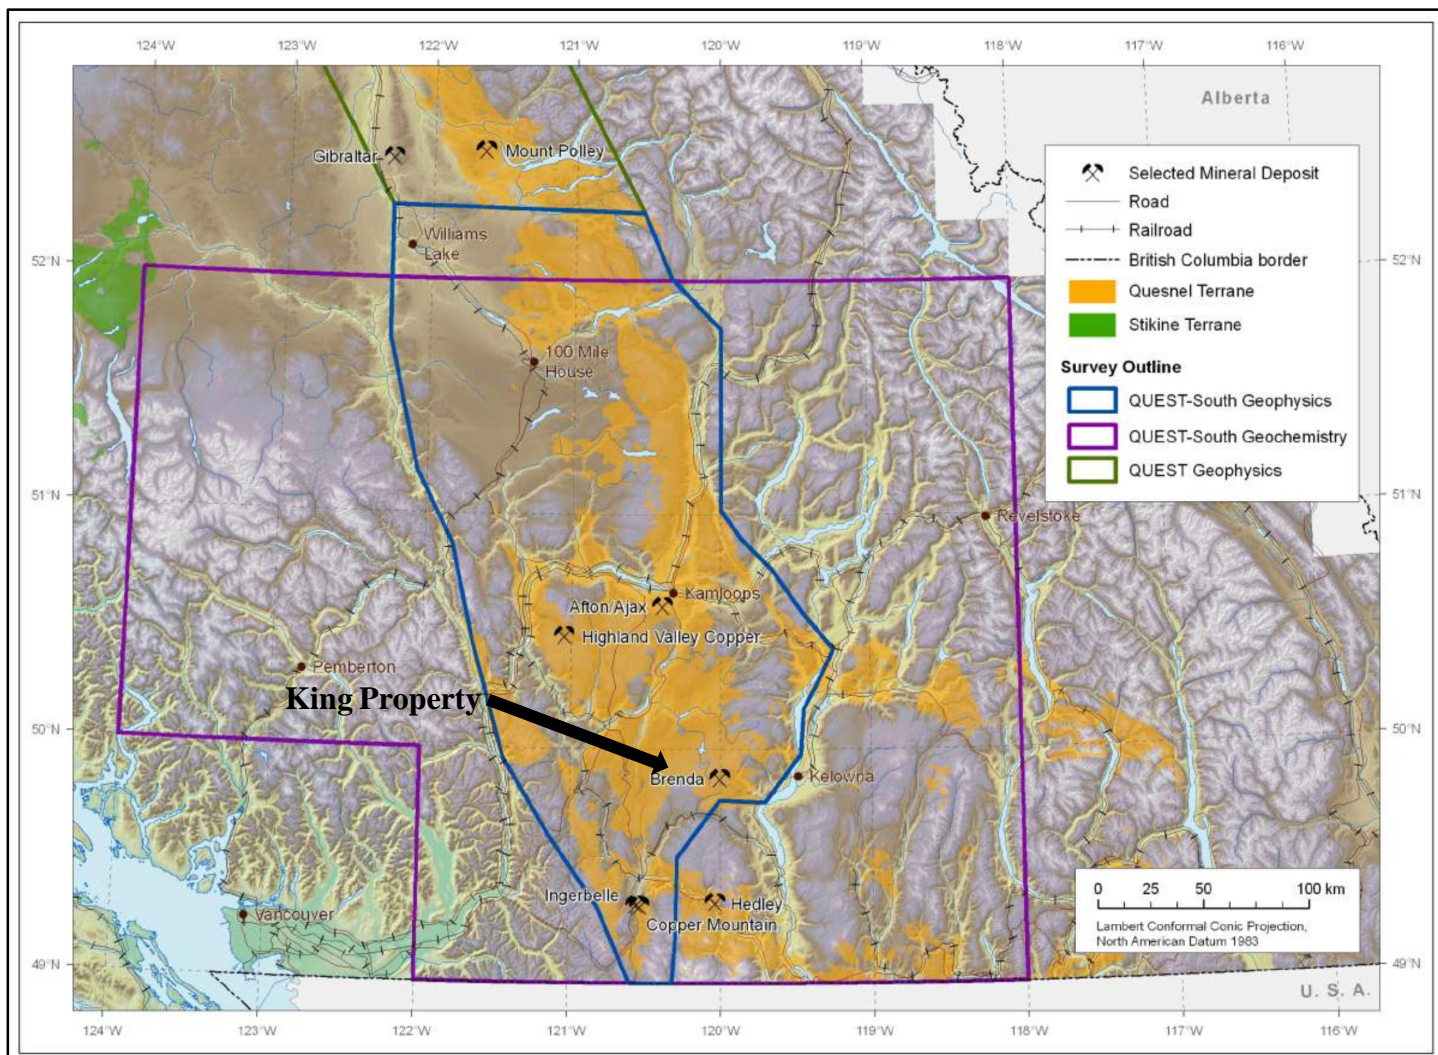 124°W 123°W 122°W 121°W 120°W 119°W 118°W 117°W 116°W
Alberta
Gibraltar
Mount Polley
Williams
Lake
52°N
52°N
100 Mile
House
51°N
51°N
Revelstoke
Kamloops
Afton/Ajax
Highland Valley Copper
Pemberton
King Property
50°N
50°N
Brenda
Kelowna
Ingerbelle
Hedley
Copper Mountain
Vancouver
49°N
49°N
U. S. A.
124°W 123°W 122°W 121°W 120°W 119°W 118°W 117°W 116°W
Selected Mineral Deposit
Road
Railroad
British Columbia border
Quesnel Terrane
Stikine Terrane
Survey Outline
QUEST-South Geophysics
QUEST-South Geochemistry
QUEST Geophysics
0 25 50 100 km
Lambert Conformal Conic Projection,
North American Datum 1983